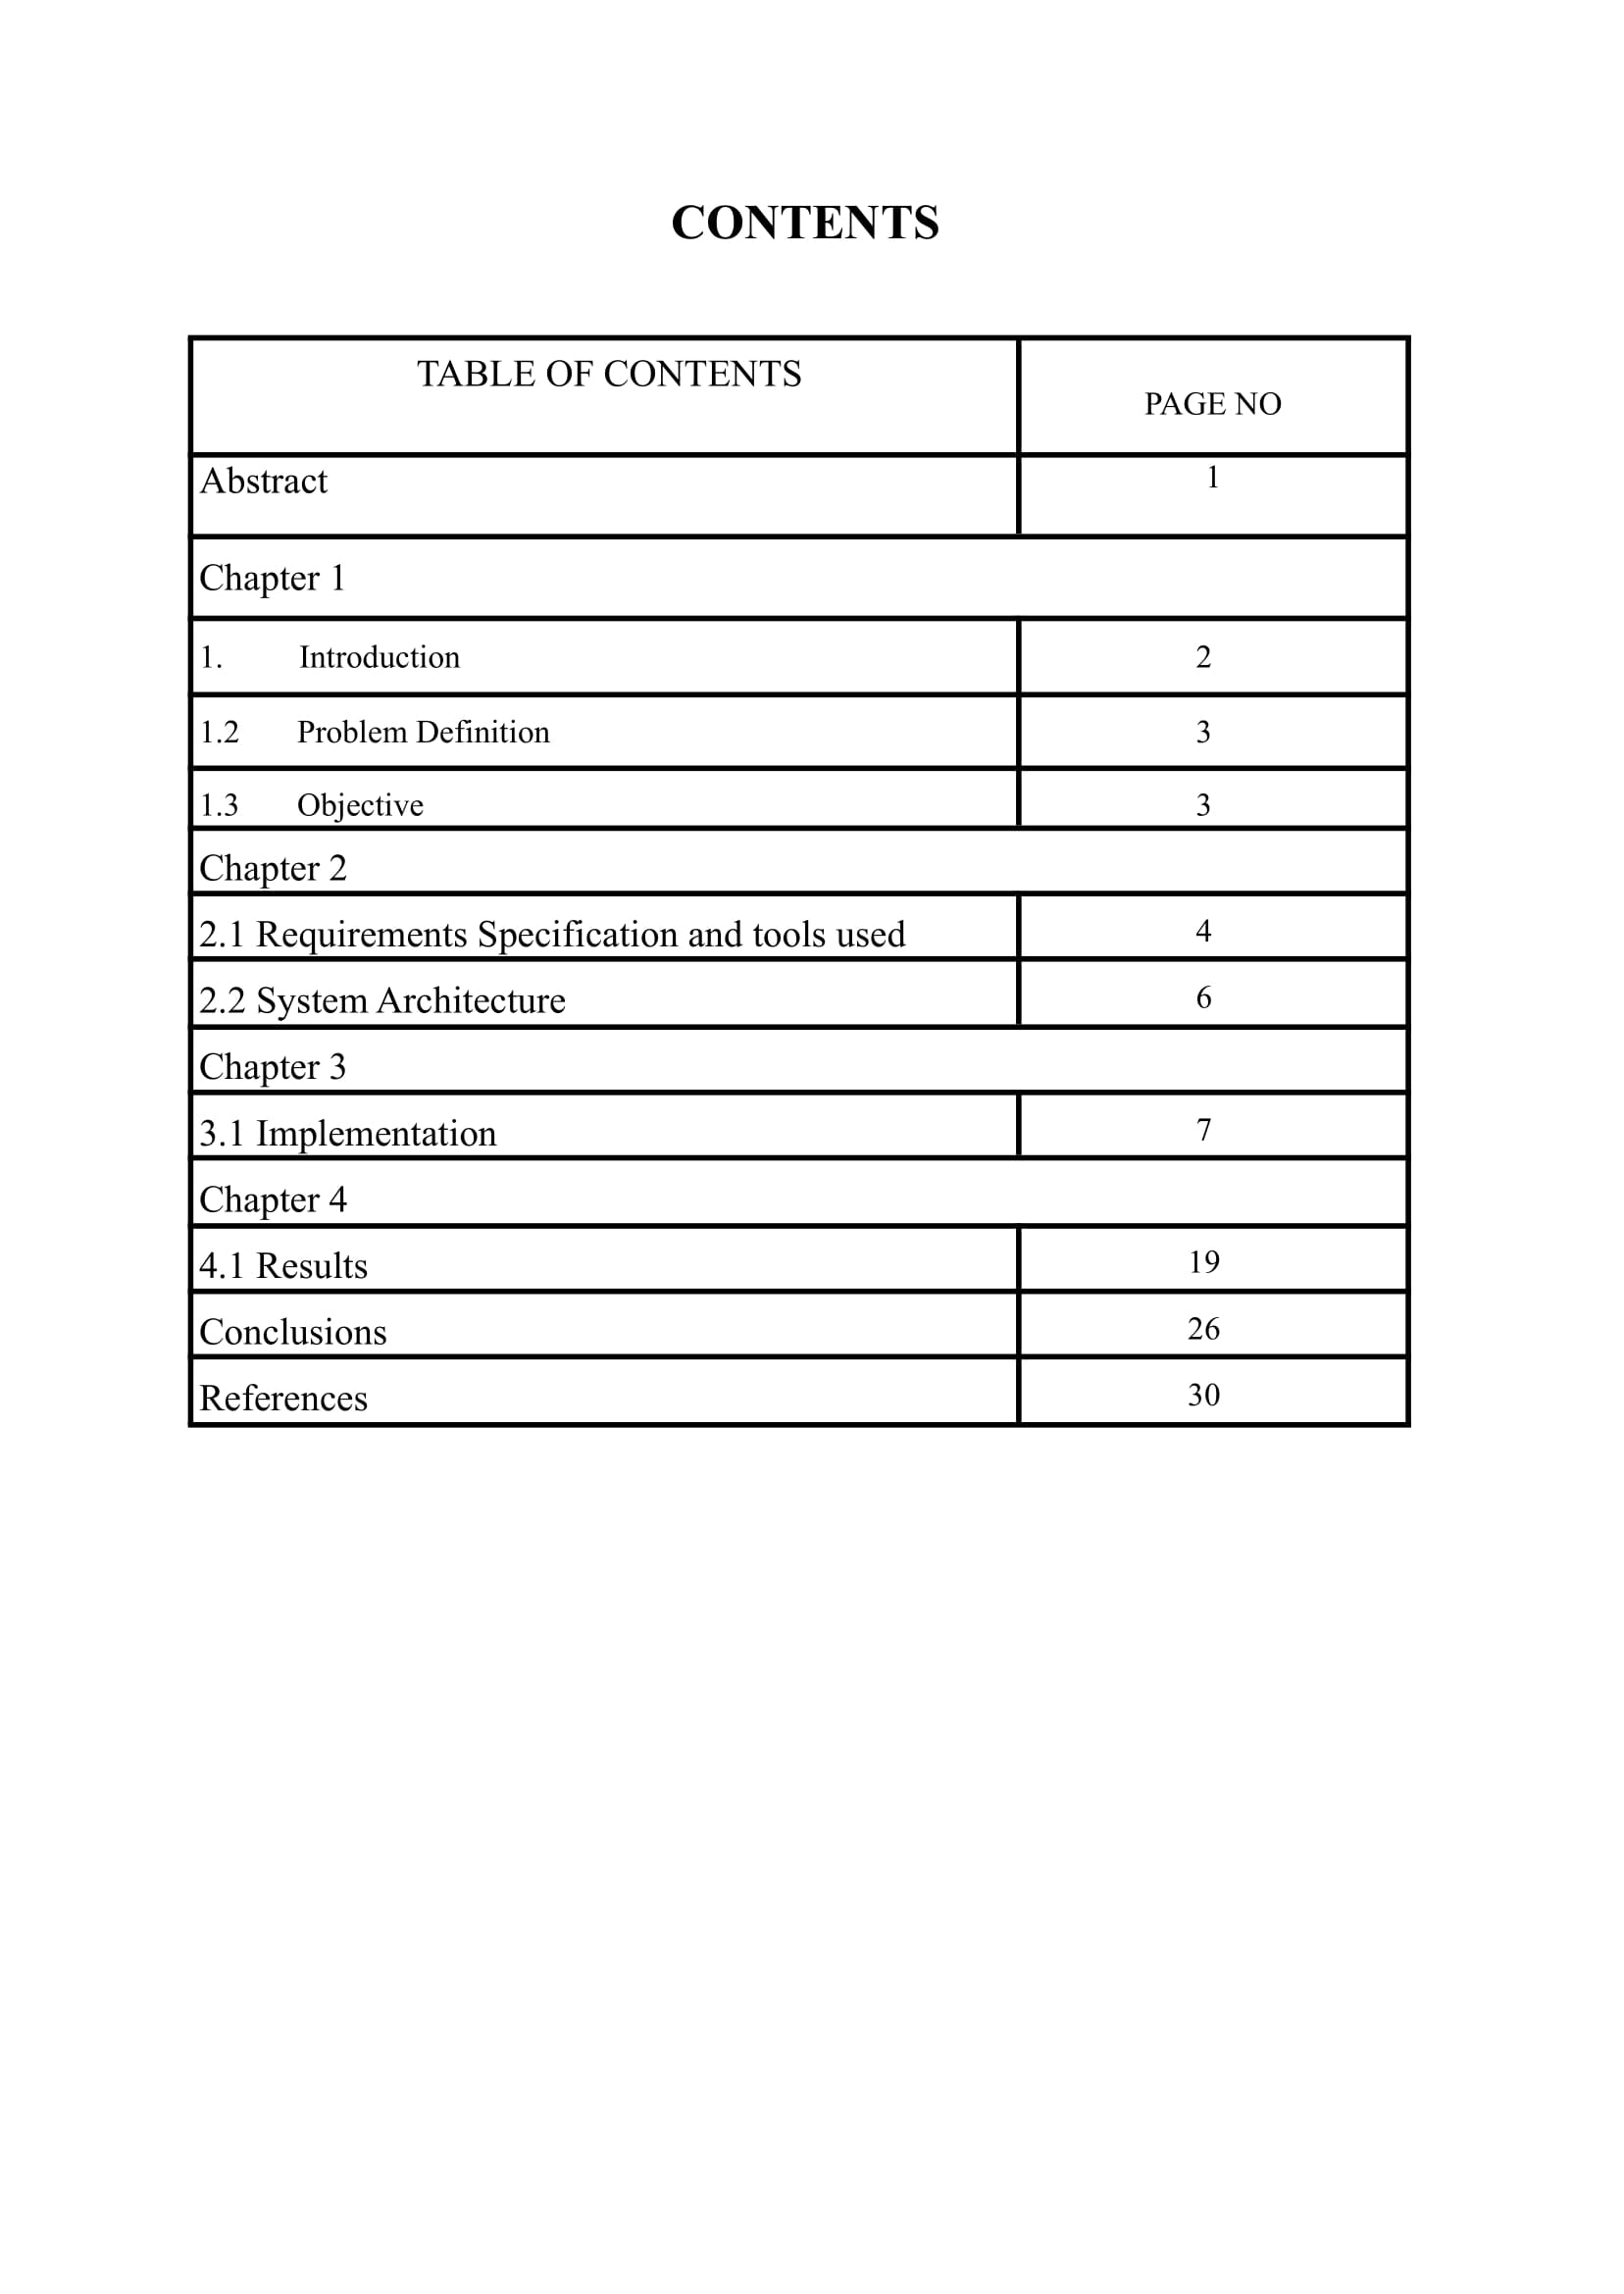 CONTENTS
TABLE OF CONTENTS PAGE NO
Abstract 1
Chapter 1
1. Introduction 2
1.2 Problem Definition 3
1.3 Objective 3
Chapter 2
2.1 Requirements Specification and tools used 4
2.2 System Architecture 6
Chapter 3
3.1 Implementation 7
Chapter 4
4.1 Results 19
Conclusions 26
References 30